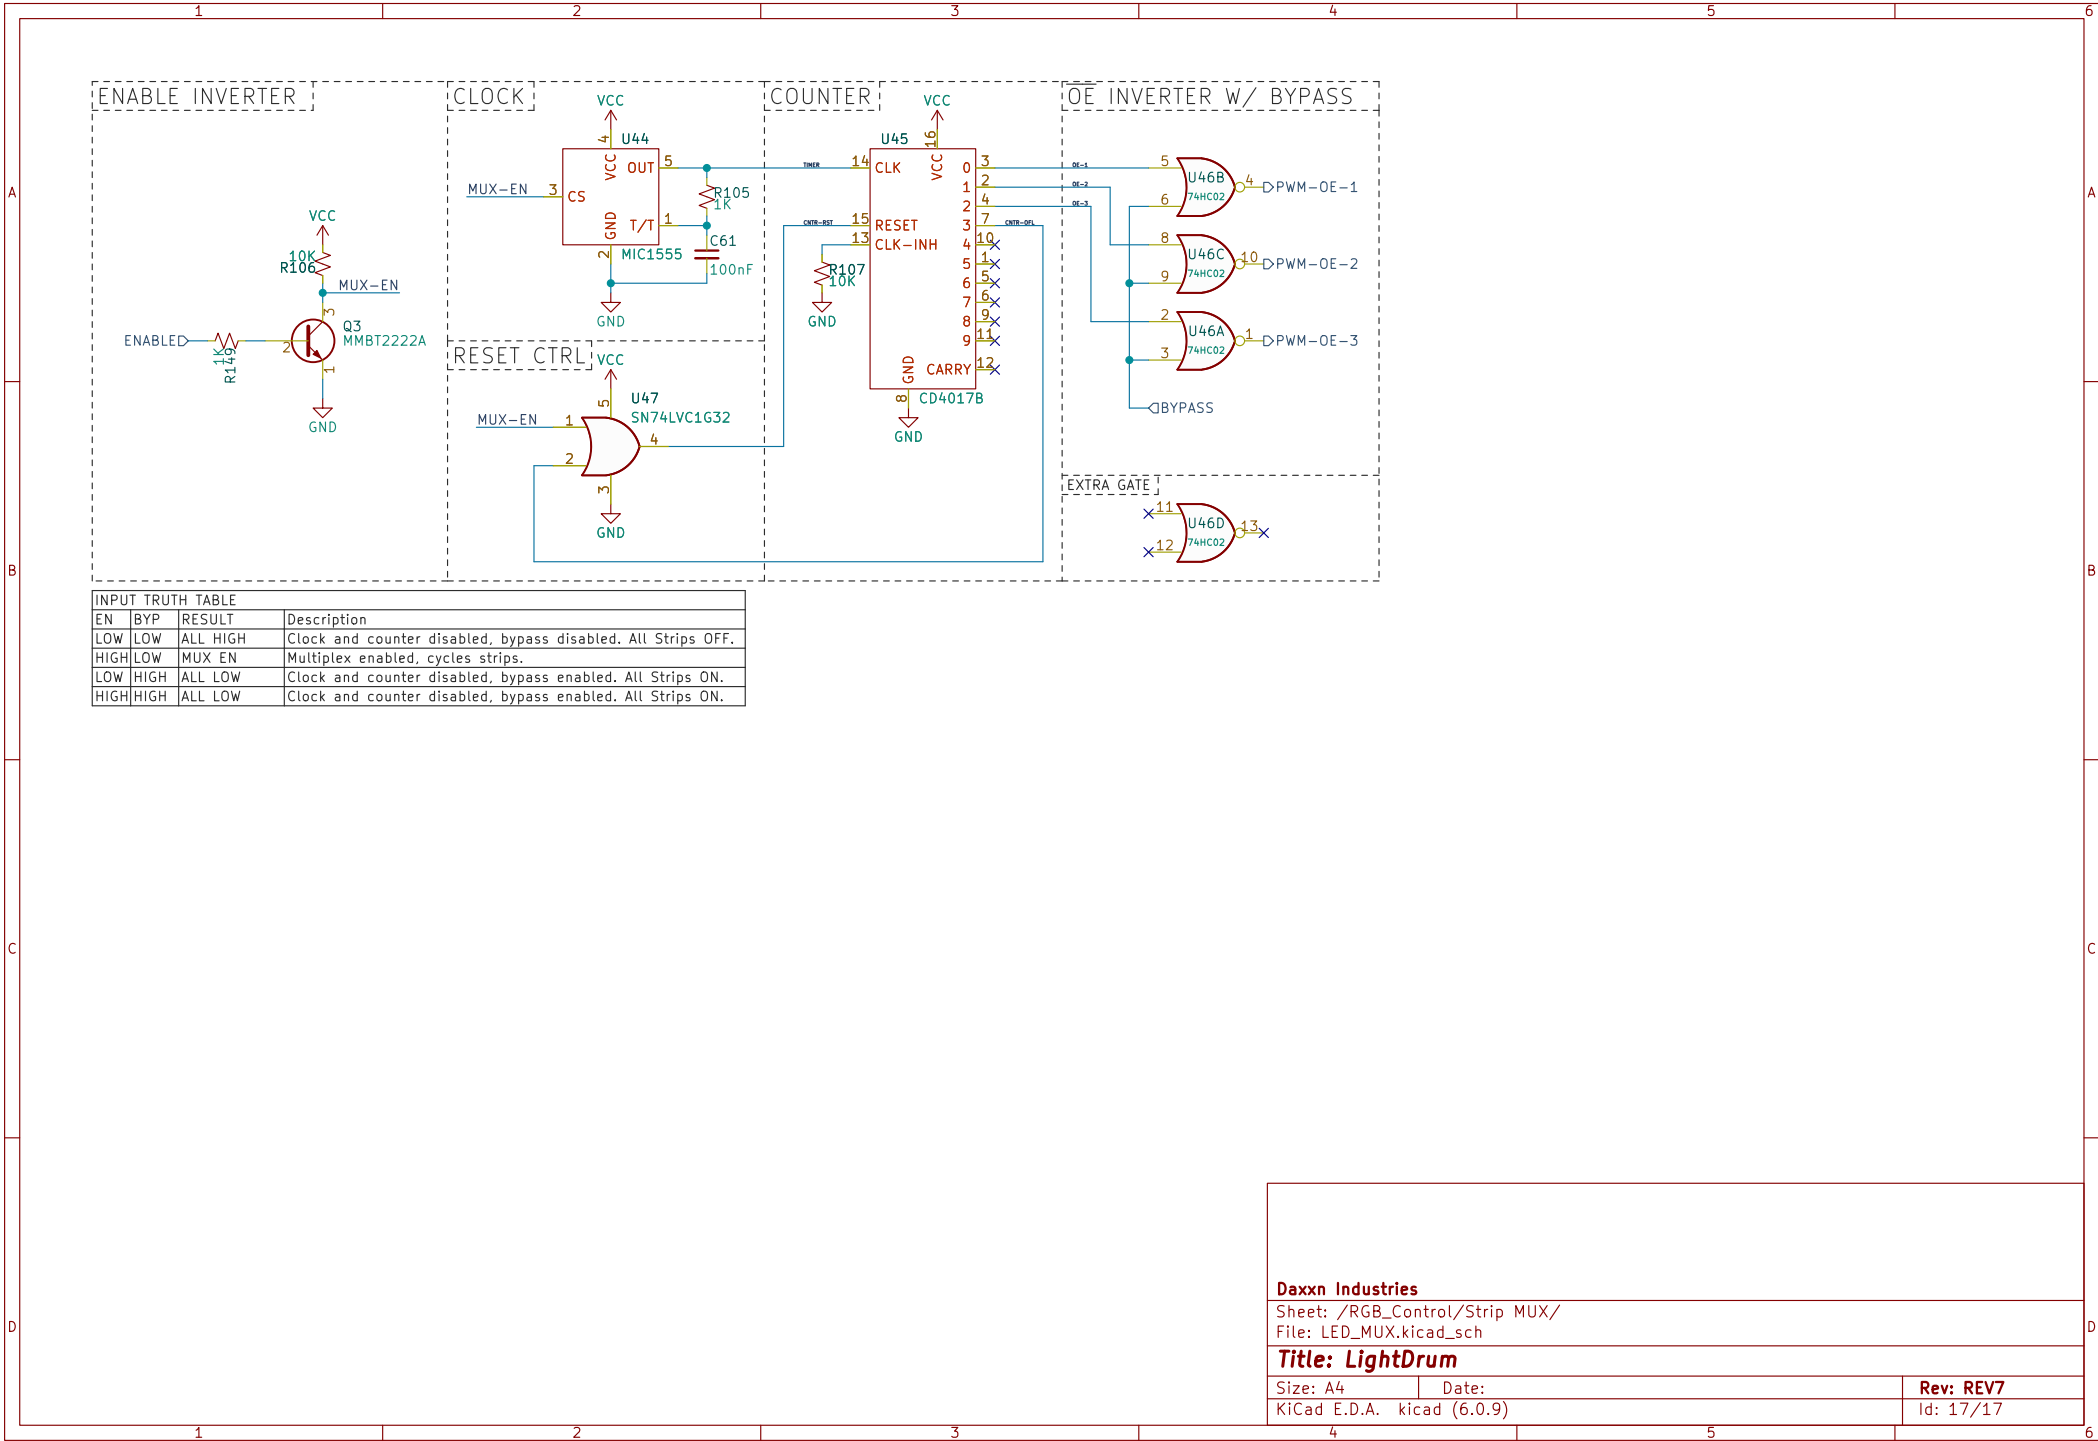 1 2 3 4 5 6
A
B
C
D
A
B
C
D
1 2 3 4 5 6
ENABLE INVERTER
VCC
10K
R106
MUX-EN
3
Q3
MMBT2222A
ENABLE
1K
R149
2
1
GND
CLOCK
VCC
4
U44
VCC
OUT
5
MUX-EN
3
CS
GND
T/T
1
2
MIC1555
R105
1K
C61
100nF
GND
RESET CTRL
VCC
5
U47
SN74LVC1G32
MUX-EN
1
2
4
3
GND
COUNTER
VCC
16
U45
TIMER
14
CLK
VCC
CNTR-RST
15
RESET
13
CLK-INH
R107
10K
GND
0 3
1 2
2 4
3 7
4 10
5 1
6 5
7 6
8 9
9 11
CARRY 12
GND
8
CD4017B
GND
OE-1
OE-2
OE-3
CNTR-OFL
OE INVERTER W/ BYPASS
5
6
U46B
74HC02
4
PWM-OE-1
8
9
U46C
74HC02
10
PWM-OE-2
2
3
U46A
74HC02
1
PWM-OE-3
BYPASS
EXTRA GATE
11
12
U46D
74HC02
13
INPUT TRUTH TABLE
EN BYP RESULT Description
LOW LOW ALL HIGH Clock and counter disabled, bypass disabled. All Strips OFF.
HIGH LOW MUX EN Multiplex enabled, cycles strips.
LOW HIGH ALL LOW Clock and counter disabled, bypass enabled. All Strips ON.
HIGH HIGH ALL LOW Clock and counter disabled, bypass enabled. All Strips ON.
Daxxn Industries
Sheet: /RGB_Control/Strip MUX/
File: LED_MUX.kicad_sch
Title: LightDrum
Size: A4 Date: Rev: REV7
KiCad E.D.A. kicad (6.0.9) Id: 17/17